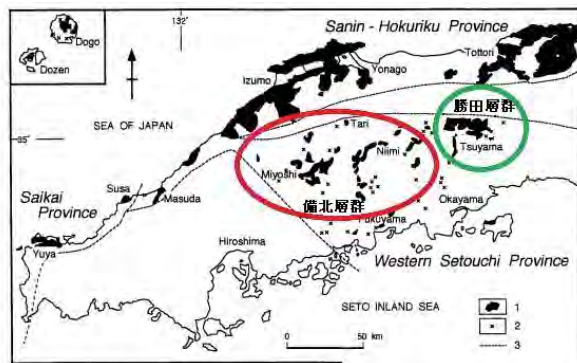 Dogo
Dozen
132
Sanin - Hokuriku Province
Tottori
Yonago
Izumo
勝田層群
SEA OF JAPAN
35°
Tari
Tsuyama
Niimi
Miyoshi
Saikai
Province
Susa
Masuda
備北層群
Okayama
Fukuyama
Hiroshima
Western Setouchi Province
Yuya
SETO INLAND SEA
0
50 km
1
2
3